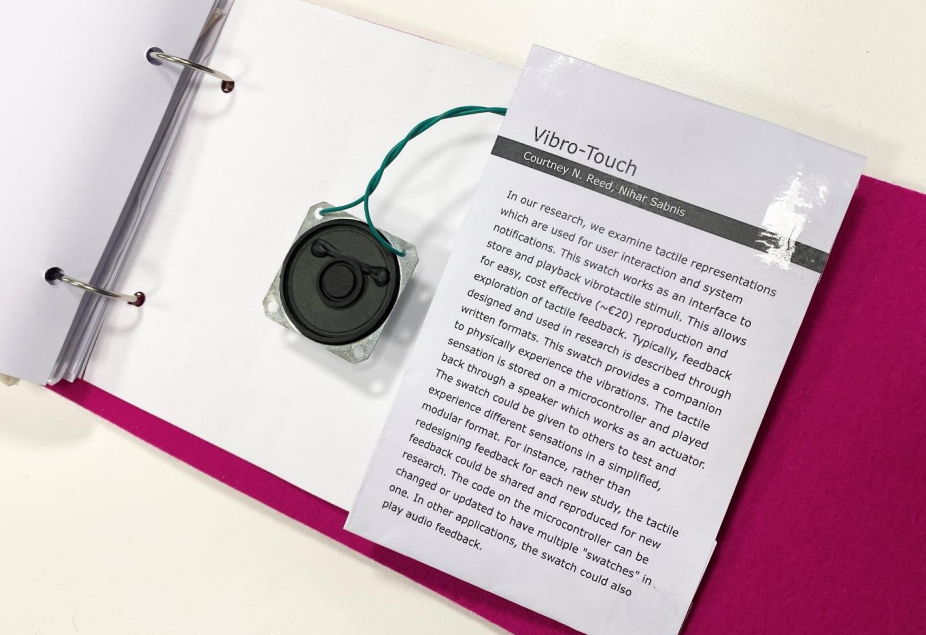 Vibro-Touch
Courtney N. Reed, Nihar Sabnis
In our research, we examine tactile representations
which are used for user interaction and system
notifications. This swatch works as an interface to
store and playback vibrotactile stimuli. This allows
for easy, cost effective (~€20) reproduction and
exploration of tactile feedback. Typically, feedback
designed and used in research is described through
written formats. This swatch provides a companion
to physically experience the vibrations. The tactile
sensation is stored on a microcontroller and played
back through a speaker which works as an actuator.
The swatch could be given to others to test and
experience different sensations in a simplified,
modular format. For instance, rather than
redesigning feedback for each new study, the tactile
feedback could be shared and reproduced for new
research. The code on the microcontroller can be
changed or updated to have multiple "swatches" in
one. In other applications, the swatch could also
play audio feedback.